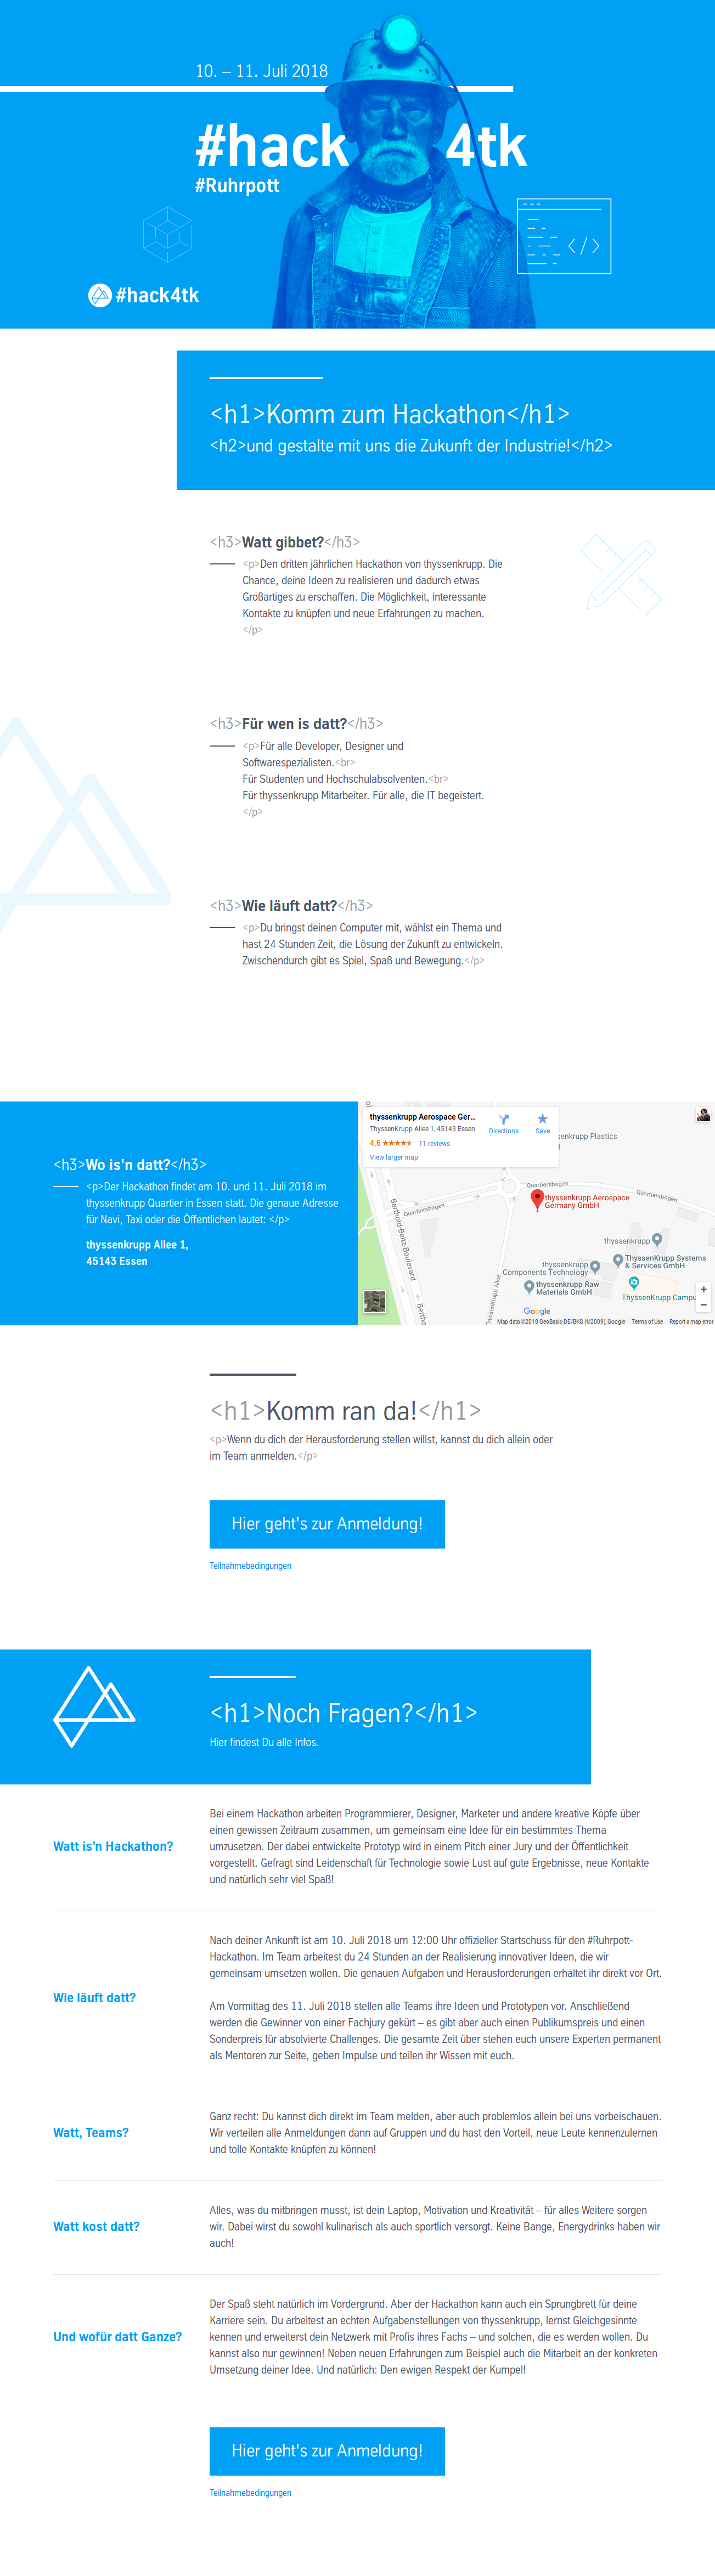 10. – 11. Juli 2018
#hack 4tk
#Ruhrpott
</>
#hack4tk
<h1>Komm zum Hackathon</h1>
<h2>und gestalte mit uns die Zukunft der Industrie!</h2>
<h3>Watt gibbet?</h3>
<p>Den dritten jährlichen Hackathon von thyssenkrupp. Die
Chance, deine Ideen zu realisieren und dadurch etwas
Großartiges zu erschaffen. Die Möglichkeit, interessante
Kontakte zu knüpfen und neue Erfahrungen zu machen.
</p>
<h3>Für wen is datt?</h3>
<p>Für alle Developer, Designer und
Softwarespezialisten.<br>
Für Studenten und Hochschulabsolventen.<br>
Für thyssenkrupp Mitarbeiter. Für alle, die IT begeistert.
</p>
<h3>Wie läuft datt?</h3>
<p>Du bringst deinen Computer mit, wählst ein Thema und
hast 24 Stunden Zeit, die Lösung der Zukunft zu entwickeln.
Zwischendurch gibt es Spiel, Spaß und Bewegung.</p>
<h3>Wo is'n datt?</h3>
<p>Der Hackathon findet am 10. und 11. Juli 2018 im
thyssenkrupp Quartier in Essen statt. Die genaue Adresse
für Navi, Taxi oder die Öffentlichen lautet: </p>
thyssenkrupp Allee 1,
45143 Essen
thyssenkrupp Aerospace Ger...
ThyssenKrupp Allee 1, 45143 Essen
Directions
Save
4.6 ★★★★★ 11 reviews
View larger map
senkrupp Plastics
Quartiersbogen
Quartiersbogen
Quartiersbogen
thyssenkrupp Aerospace
Germany GmbH
Berthold-Beitz-Boulevard
Bertho
thyssenkrupp
ThyssenKrupp Systems
& Services GmbH
thyssenkrupp
Components Technology
thyssenkrupp Raw
Materials GmbH
ThyssenKrupp Allee
ThyssenKrupp Campu
+
−
Google
Map data ©2018 GeoBasis-DE/BKG (©2009), Google Terms of Use Report a map error
<h1>Komm ran da!</h1>
<p>Wenn du dich der Herausforderung stellen willst, kannst du dich allein oder
im Team anmelden.</p>
Hier geht's zur Anmeldung!
Teilnahmebedingungen
<h1>Noch Fragen?</h1>
Hier findest Du alle Infos.
Watt is'n Hackathon?
Bei einem Hackathon arbeiten Programmierer, Designer, Marketer und andere kreative Köpfe über
einen gewissen Zeitraum zusammen, um gemeinsam eine Idee für ein bestimmtes Thema
umzusetzen. Der dabei entwickelte Prototyp wird in einem Pitch einer Jury und der Öffentlichkeit
vorgestellt. Gefragt sind Leidenschaft für Technologie sowie Lust auf gute Ergebnisse, neue Kontakte
und natürlich sehr viel Spaß!
Wie läuft datt?
Nach deiner Ankunft ist am 10. Juli 2018 um 12:00 Uhr offizieller Startschuss für den #Ruhrpott-
Hackathon. Im Team arbeitest du 24 Stunden an der Realisierung innovativer Ideen, die wir
gemeinsam umsetzen wollen. Die genauen Aufgaben und Herausforderungen erhaltet ihr direkt vor Ort.
Am Vormittag des 11. Juli 2018 stellen alle Teams ihre Ideen und Prototypen vor. Anschließend
werden die Gewinner von einer Fachjury gekürt – es gibt aber auch einen Publikumspreis und einen
Sonderpreis für absolvierte Challenges. Die gesamte Zeit über stehen euch unsere Experten permanent
als Mentoren zur Seite, geben Impulse und teilen ihr Wissen mit euch.
Watt, Teams?
Ganz recht: Du kannst dich direkt im Team melden, aber auch problemlos allein bei uns vorbeischauen.
Wir verteilen alle Anmeldungen dann auf Gruppen und du hast den Vorteil, neue Leute kennenzulernen
und tolle Kontakte knüpfen zu können!
Watt kost datt?
Alles, was du mitbringen musst, ist dein Laptop, Motivation und Kreativität – für alles Weitere sorgen
wir. Dabei wirst du sowohl kulinarisch als auch sportlich versorgt. Keine Bange, Energydrinks haben wir
auch!
Und wofür datt Ganze?
Der Spaß steht natürlich im Vordergrund. Aber der Hackathon kann auch ein Sprungbrett für deine
Karriere sein. Du arbeitest an echten Aufgabenstellungen von thyssenkrupp, lernst Gleichgesinnte
kennen und erweiterst dein Netzwerk mit Profis ihres Fachs – und solchen, die es werden wollen. Du
kannst also nur gewinnen! Neben neuen Erfahrungen zum Beispiel auch die Mitarbeit an der konkreten
Umsetzung deiner Idee. Und natürlich: Den ewigen Respekt der Kumpel!
Hier geht's zur Anmeldung!
Teilnahmebedingungen